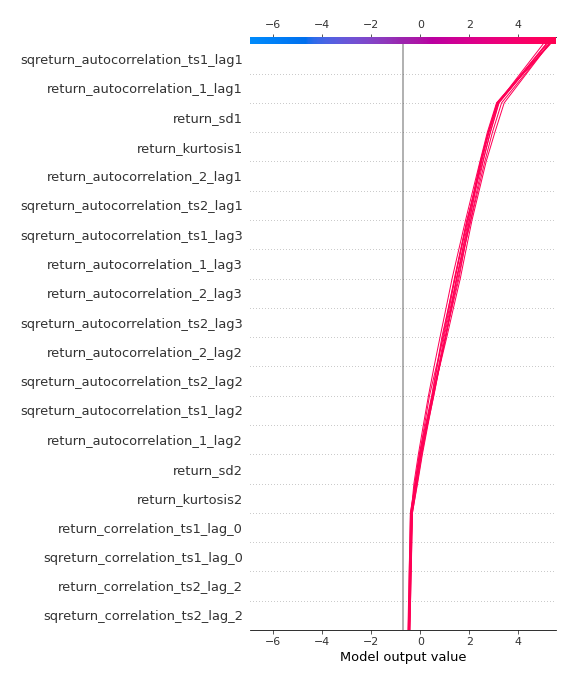 −6 −4 −2 0 2 4
sqreturn_autocorrelation_ts1_lag1
return_autocorrelation_1_lag1
return_sd1
return_kurtosis1
return_autocorrelation_2_lag1
sqreturn_autocorrelation_ts2_lag1
sqreturn_autocorrelation_ts1_lag3
return_autocorrelation_1_lag3
return_autocorrelation_2_lag3
sqreturn_autocorrelation_ts2_lag3
return_autocorrelation_2_lag2
sqreturn_autocorrelation_ts2_lag2
sqreturn_autocorrelation_ts1_lag2
return_autocorrelation_1_lag2
return_sd2
return_kurtosis2
return_correlation_ts1_lag_0
sqreturn_correlation_ts1_lag_0
return_correlation_ts2_lag_2
sqreturn_correlation_ts2_lag_2
−6 −4 −2 0 2 4
Model output value